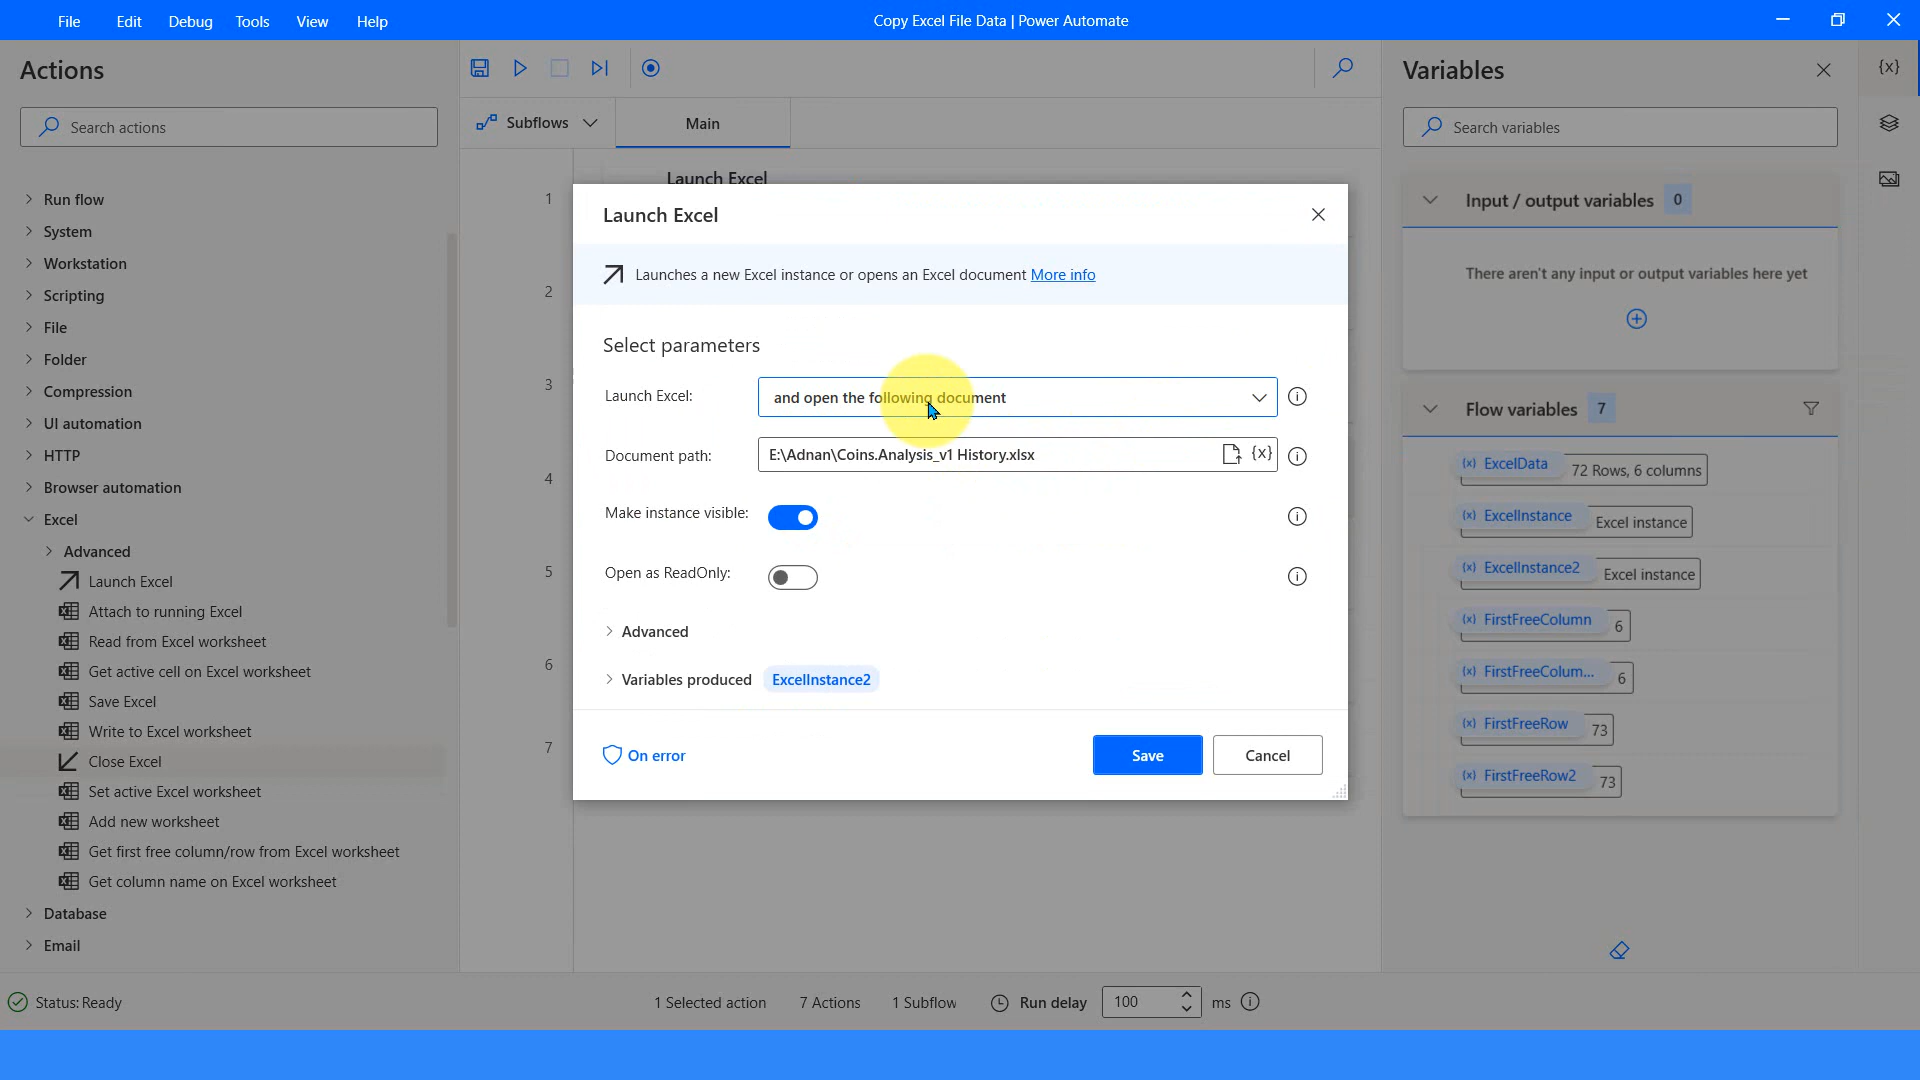 File Edit Debug Tools View Help
Copy Excel File Data | Power Automate
Actions
Search actions
Run flow
System
Workstation
Scripting
File
Folder
Compression
UI automation
HTTP
Browser automation
Excel
Advanced
Launch Excel
Attach to running Excel
Read from Excel worksheet
Get active cell on Excel worksheet
Save Excel
Write to Excel worksheet
Close Excel
Set active Excel worksheet
Add new worksheet
Get first free column/row from Excel worksheet
Get column name on Excel worksheet
Database
Email
Subflows
Main
1
2
3
4
5
6
7
Launch Excel
Launch Excel
Launches a new Excel instance or opens an Excel document More info
Select parameters
Launch Excel: and open the following document
Document path: E:\Adnan\Coins.Analysis_v1 History.xlsx {x}
Make instance visible:
Open as ReadOnly:
Advanced
Variables produced ExcelInstance2
On error
Save
Cancel
Variables
{x}
Search variables
Input / output variables 0
There aren't any input or output variables here yet
Flow variables 7
(x) ExcelData 72 Rows, 6 columns
(x) ExcelInstance Excel instance
(x) ExcelInstance2 Excel instance
(x) FirstFreeColumn 6
(x) FirstFreeColum... 6
(x) FirstFreeRow 73
(x) FirstFreeRow2 73
Status: Ready
1 Selected action
7 Actions
1 Subflow
Run delay 100 ms